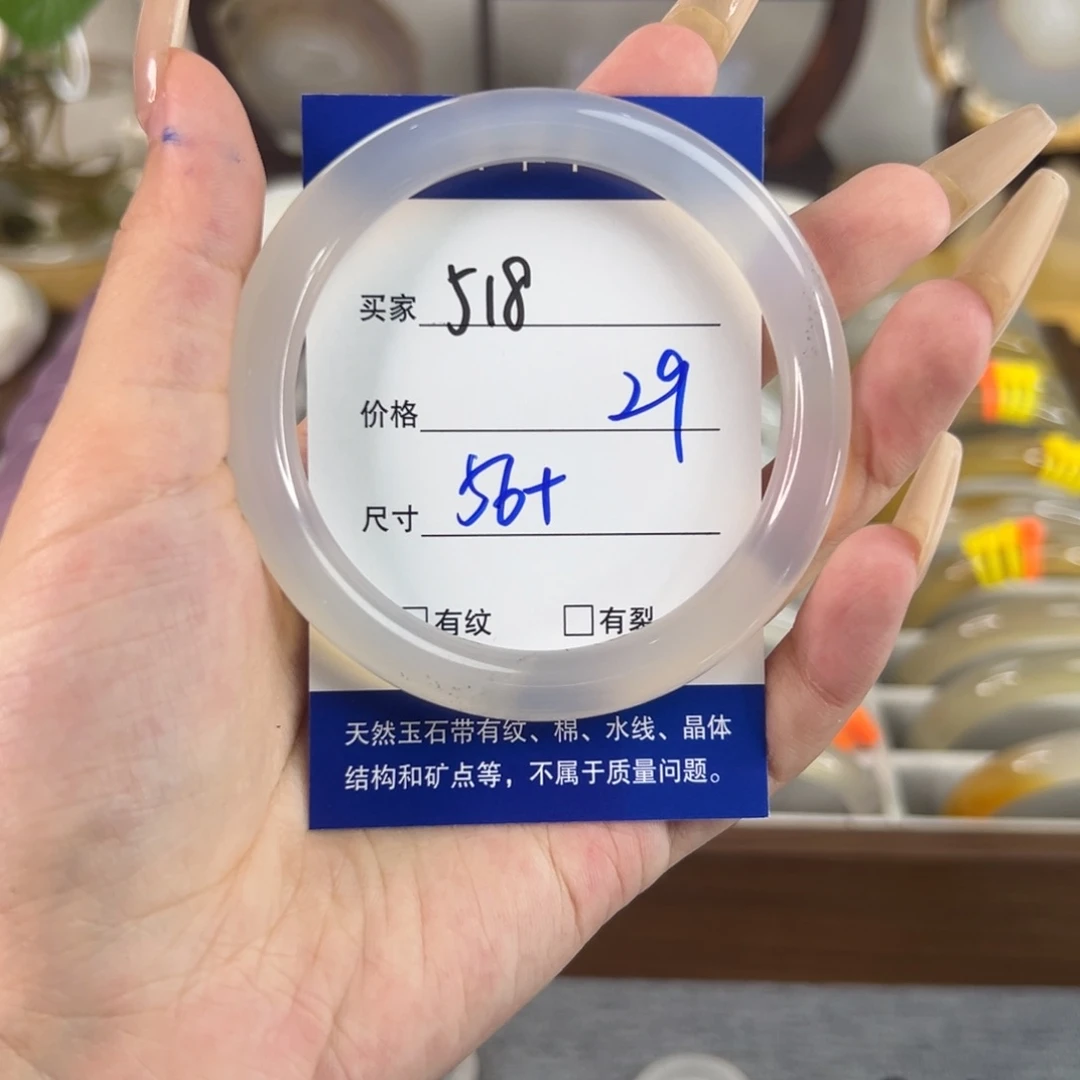 买家 518
价格 29
尺寸 56+
□有纹 □有裂
天然玉石带有纹、棉、水线、晶体
结构和矿点等，不属于质量问题。